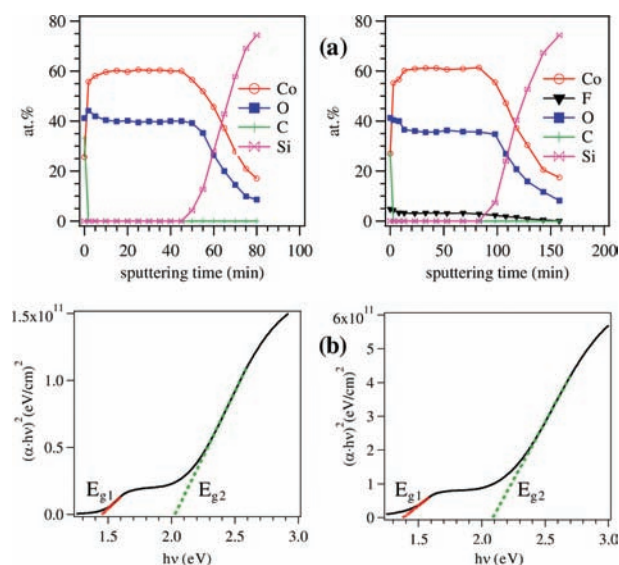 80
60
40
20
0
at.%
0 20 40 60 80 100
sputtering time (min)
Co
O
C
Si
(a)
80
60
40
20
0
at.%
0 50 100 150 200
sputtering time (min)
Co
F
O
C
Si
1.5x10¹¹
1.0
0.5
0.0
(α·hν)² (eV/cm)²
Eg1
Eg2
1.5 2.0 2.5 3.0
hν (eV)
(b)
6x10¹¹
5
4
3
2
1
0
(α·hν)² (eV/cm)²
Eg1
Eg2
1.5 2.0 2.5 3.0
hν (eV)